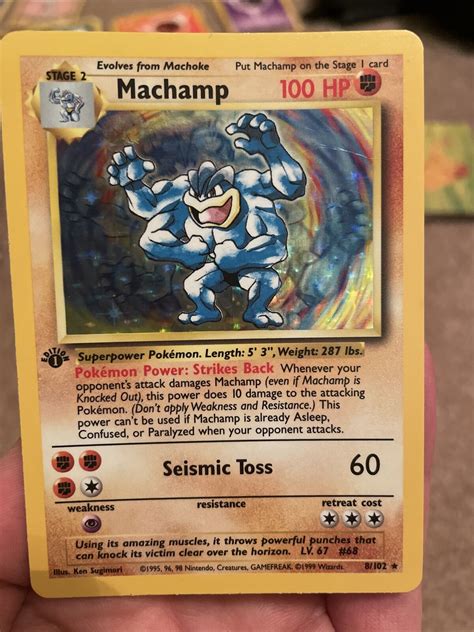 Evolves from Machoke Put Machamp on the Stage 1 card
STAGE 2
Machamp 100 HP
EDITION
1
Superpower Pokémon. Length: 5' 3", Weight: 287 lbs.
Pokémon Power: Strikes Back Whenever your
opponent's attack damages Machamp (even if Machamp is
Knocked Out), this power does 10 damage to the attacking
Pokémon. (Don't apply Weakness and Resistance.) This
power can't be used if Machamp is already Asleep,
Confused, or Paralyzed when your opponent attacks.
Seismic Toss 60
weakness resistance retreat cost
Using its amazing muscles, it throws powerful punches that
can knock its victim clear over the horizon. LV. 67 #68
Illus. Ken Sugimori ©1995, 96, 98 Nintendo, Creatures, GAMEFREAK. ©1999 Wizards. 8/102 ★